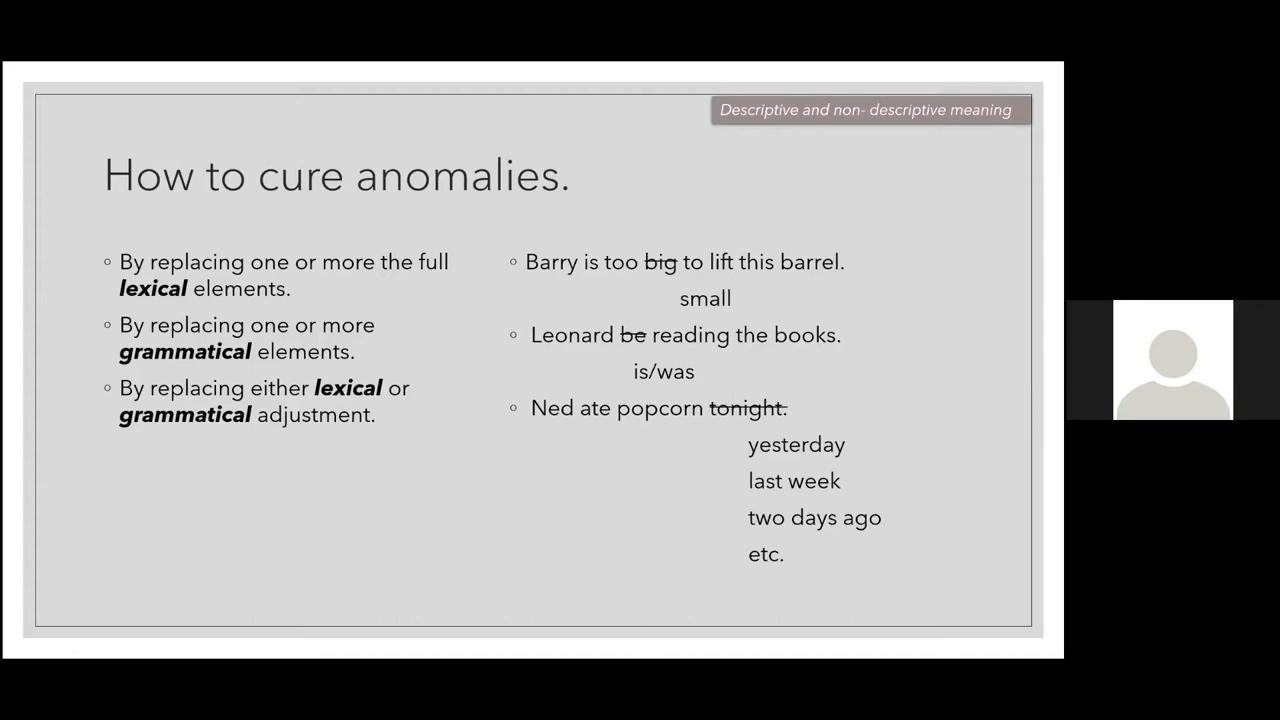 Descriptive and non- descriptive meaning
How to cure anomalies.
By replacing one or more the full
lexical elements.
By replacing one or more
grammatical elements.
By replacing either lexical or
grammatical adjustment.
Barry is too big to lift this barrel.
small
Leonard be reading the books.
is/was
Ned ate popcorn tonight.
yesterday
last week
two days ago
etc.